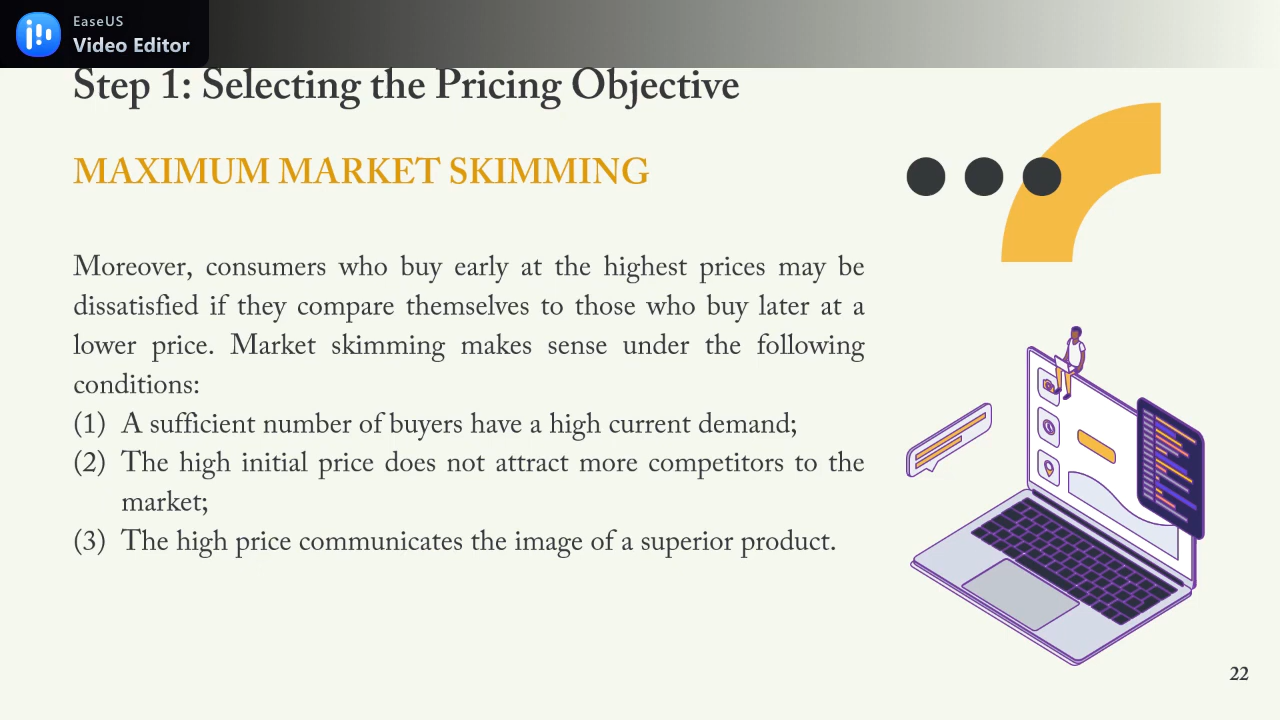 EaseUS
Video Editor
Step 1: Selecting the Pricing Objective
MAXIMUM MARKET SKIMMING
Moreover, consumers who buy early at the highest prices may be
dissatisfied if they compare themselves to those who buy later at a
lower price. Market skimming makes sense under the following
conditions:
(1) A sufficient number of buyers have a high current demand;
(2) The high initial price does not attract more competitors to the
market;
(3) The high price communicates the image of a superior product.
22